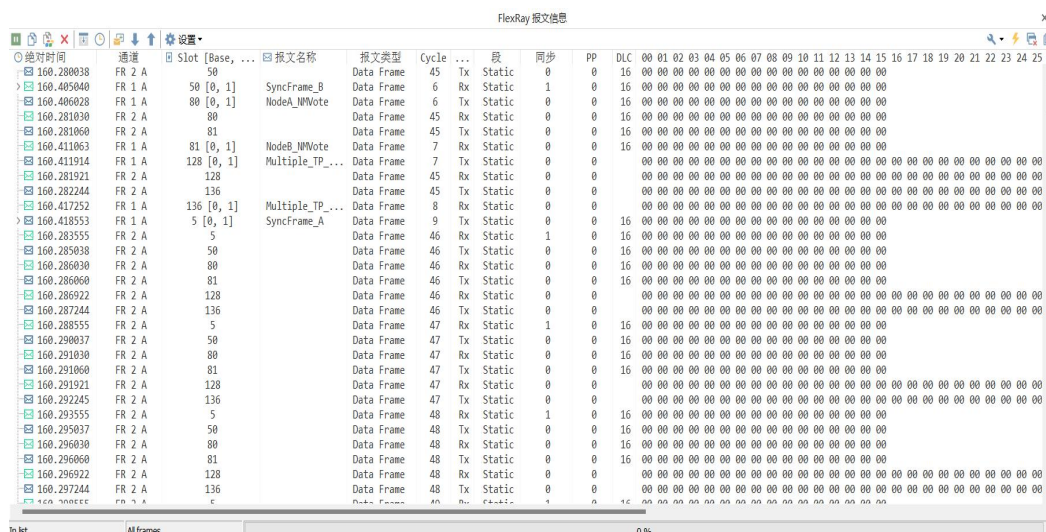 FlexRay 报文信息
设置
绝对时间 通道 Slot [Base, ... 报文名称 报文类型 Cycle ... 段 同步 PP DLC 00 01 02 03 04 05 06 07 08 09 10 11 12 13 14 15 16 17 18 19 20 21 22 23 24 25
160.280038 FR 2 A 50 Data Frame 45 Tx Static 0 0 16 00 00 00 00 00 00 00 00 00 00 00 00 00 00 00 00
160.405040 FR 1 A 50 [0, 1] SyncFrame_B Data Frame 6 Rx Static 1 0 16 00 00 00 00 00 00 00 00 00 00 00 00 00 00 00 00
160.406028 FR 1 A 80 [0, 1] NodeA_NMVote Data Frame 6 Tx Static 0 0 16 00 00 00 00 00 00 00 00 00 00 00 00 00 00 00 00
160.281030 FR 2 A 80 Data Frame 45 Rx Static 0 0 16 00 00 00 00 00 00 00 00 00 00 00 00 00 00 00 00
160.281060 FR 2 A 81 Data Frame 45 Tx Static 0 0 16 00 00 00 00 00 00 00 00 00 00 00 00 00 00 00 00
160.411063 FR 1 A 81 [0, 1] NodeB_NMVote Data Frame 7 Rx Static 0 0 16 00 00 00 00 00 00 00 00 00 00 00 00 00 00 00 00
160.411914 FR 1 A 128 [0, 1] Multiple_TP_... Data Frame 7 Tx Static 0 0 00 00 00 00 00 00 00 00 00 00 00 00 00 00 00 00 00 00 00 00 00 00 00 00 00 00
160.281921 FR 2 A 128 Data Frame 45 Rx Static 0 0 00 00 00 00 00 00 00 00 00 00 00 00 00 00 00 00 00 00 00 00 00 00 00 00 00 00
160.282244 FR 2 A 136 Data Frame 45 Tx Static 0 0 00 00 00 00 00 00 00 00 00 00 00 00 00 00 00 00 00 00 00 00 00 00 00 00 00 00
160.417252 FR 1 A 136 [0, 1] Multiple_TP_... Data Frame 8 Rx Static 0 0 00 00 00 00 00 00 00 00 00 00 00 00 00 00 00 00 00 00 00 00 00 00 00 00 00 00
160.418553 FR 1 A 5 [0, 1] SyncFrame_A Data Frame 9 Tx Static 0 0 16 00 00 00 00 00 00 00 00 00 00 00 00 00 00 00 00
160.283555 FR 2 A 5 Data Frame 46 Rx Static 1 0 16 00 00 00 00 00 00 00 00 00 00 00 00 00 00 00 00
160.285038 FR 2 A 50 Data Frame 46 Tx Static 0 0 16 00 00 00 00 00 00 00 00 00 00 00 00 00 00 00 00
160.286030 FR 2 A 80 Data Frame 46 Rx Static 0 0 16 00 00 00 00 00 00 00 00 00 00 00 00 00 00 00 00
160.286060 FR 2 A 81 Data Frame 46 Tx Static 0 0 16 00 00 00 00 00 00 00 00 00 00 00 00 00 00 00 00
160.286922 FR 2 A 128 Data Frame 46 Rx Static 0 0 00 00 00 00 00 00 00 00 00 00 00 00 00 00 00 00 00 00 00 00 00 00 00 00 00 00
160.287244 FR 2 A 136 Data Frame 46 Tx Static 0 0 00 00 00 00 00 00 00 00 00 00 00 00 00 00 00 00 00 00 00 00 00 00 00 00 00 00
160.288555 FR 2 A 5 Data Frame 47 Rx Static 1 0 16 00 00 00 00 00 00 00 00 00 00 00 00 00 00 00 00
160.290037 FR 2 A 50 Data Frame 47 Tx Static 0 0 16 00 00 00 00 00 00 00 00 00 00 00 00 00 00 00 00
160.291030 FR 2 A 80 Data Frame 47 Rx Static 0 0 16 00 00 00 00 00 00 00 00 00 00 00 00 00 00 00 00
160.291060 FR 2 A 81 Data Frame 47 Tx Static 0 0 16 00 00 00 00 00 00 00 00 00 00 00 00 00 00 00 00
160.291921 FR 2 A 128 Data Frame 47 Rx Static 0 0 00 00 00 00 00 00 00 00 00 00 00 00 00 00 00 00 00 00 00 00 00 00 00 00 00 00
160.292245 FR 2 A 136 Data Frame 47 Tx Static 0 0 00 00 00 00 00 00 00 00 00 00 00 00 00 00 00 00 00 00 00 00 00 00 00 00 00 00
160.293555 FR 2 A 5 Data Frame 48 Rx Static 1 0 16 00 00 00 00 00 00 00 00 00 00 00 00 00 00 00 00
160.295037 FR 2 A 50 Data Frame 48 Tx Static 0 0 16 00 00 00 00 00 00 00 00 00 00 00 00 00 00 00 00
160.296030 FR 2 A 80 Data Frame 48 Rx Static 0 0 16 00 00 00 00 00 00 00 00 00 00 00 00 00 00 00 00
160.296060 FR 2 A 81 Data Frame 48 Tx Static 0 0 16 00 00 00 00 00 00 00 00 00 00 00 00 00 00 00 00
160.296922 FR 2 A 128 Data Frame 48 Rx Static 0 0 00 00 00 00 00 00 00 00 00 00 00 00 00 00 00 00 00 00 00 00 00 00 00 00 00 00
160.297244 FR 2 A 136 Data Frame 48 Tx Static 0 0 00 00 00 00 00 00 00 00 00 00 00 00 00 00 00 00 00 00 00 00 00 00 00 00 00 00
All frames 0 %